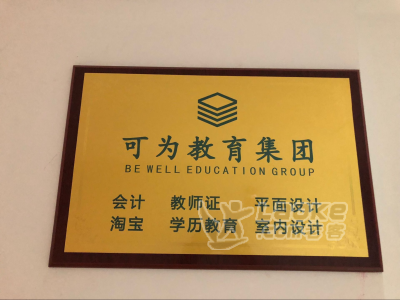 可为教育集团
BE WELL EDUCATION GROUP
会计 教师证 平面设计
淘宝 学历教育 室内设计